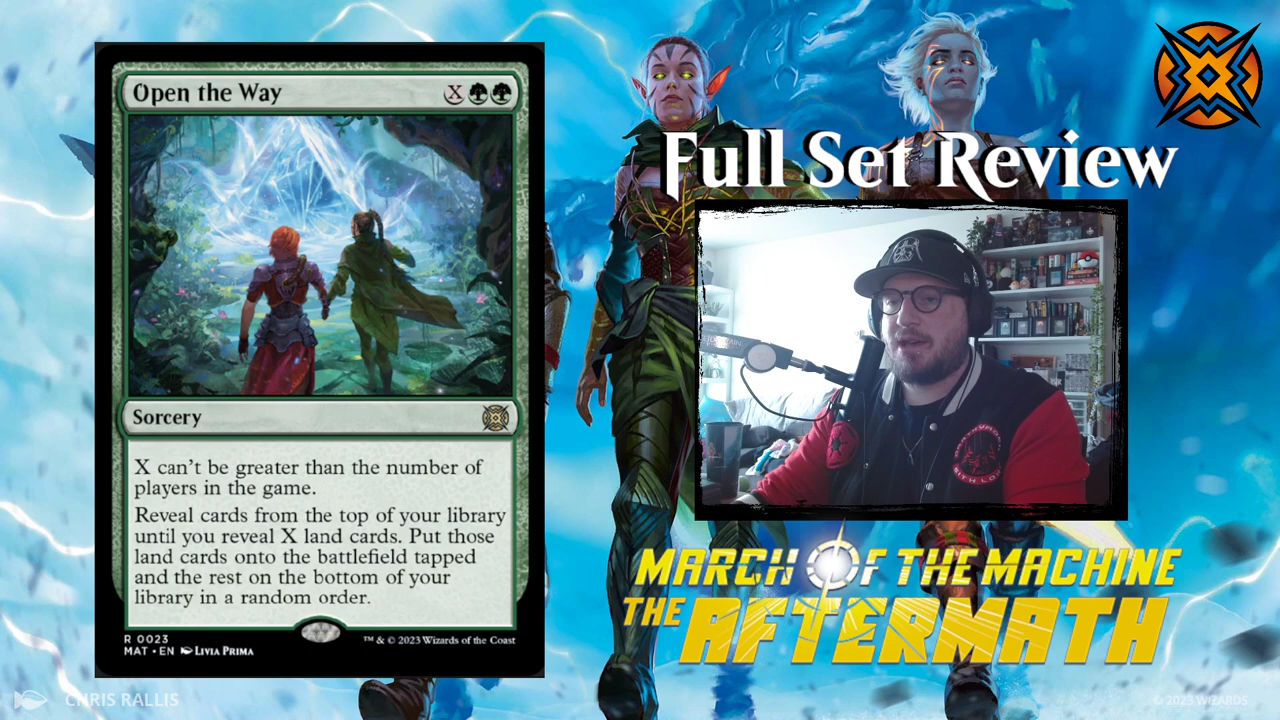 Open the Way X
Sorcery
X can't be greater than the number of
players in the game.
Reveal cards from the top of your library
until you reveal X land cards. Put those
land cards onto the battlefield tapped
and the rest on the bottom of your
library in a random order.
R 0023
MAT • EN LIVIA PRIMA
™ & © 2023 Wizards of the Coast
CHRIS RALLIS
Full Set Review
MARCH OF THE MACHINE
THE AFTERMATH
© 2023 WIZARDS